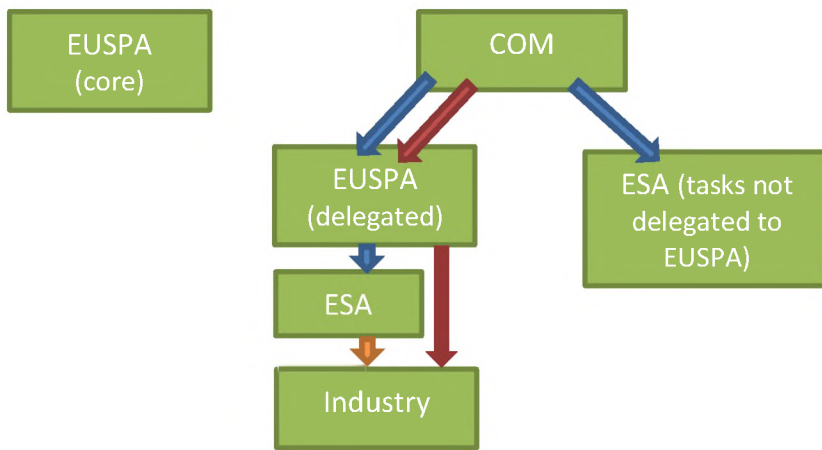 EUSPA
(core)
COM
EUSPA
(delegated)
ESA (tasks not
delegated to
EUSPA)
ESA
Industry